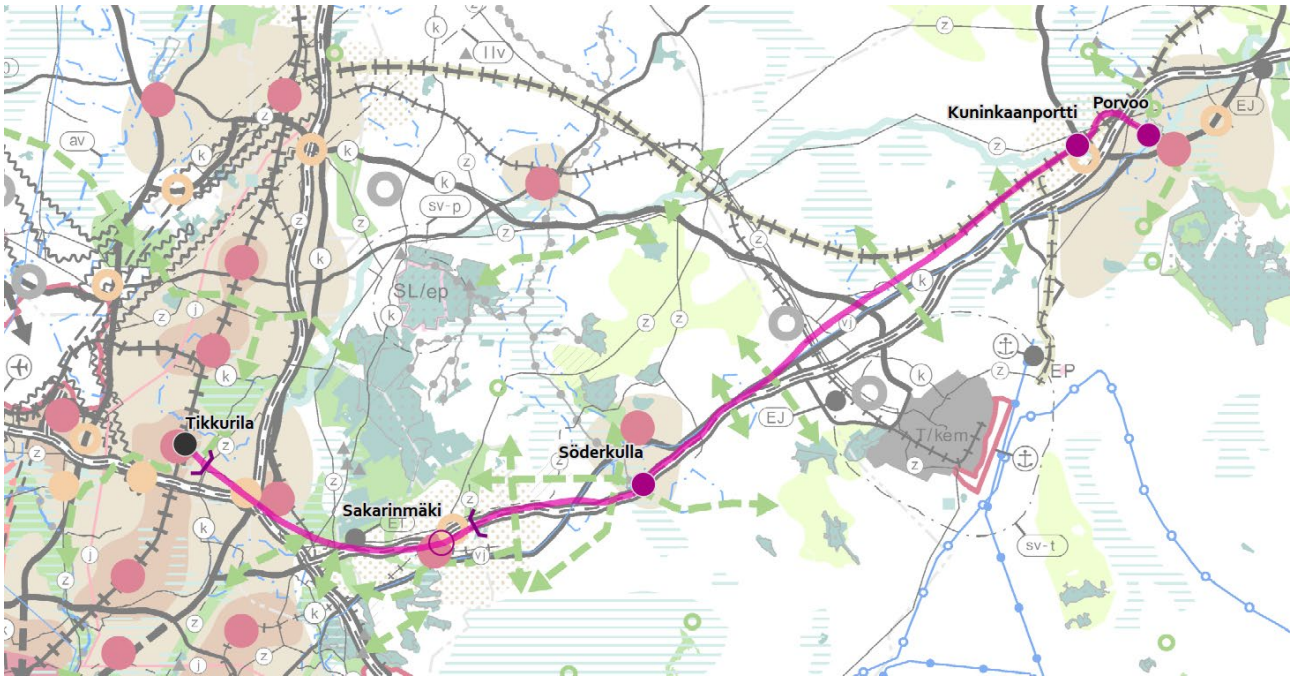 z
k
llv
Kuninkaanportti
Porvoo
EJ
z
z
av
k
k
z
z
k
z
z
sv-p
z
z
k
SL/ep
z
j
k
k
z
z
k
vj
Tikkurila
z
z
EJ
k
z
EP
T/kem
z
Söderkulla
z
k
Sakarinmäki
z
ET
vj
sv-t
j
k
z
z
k
j